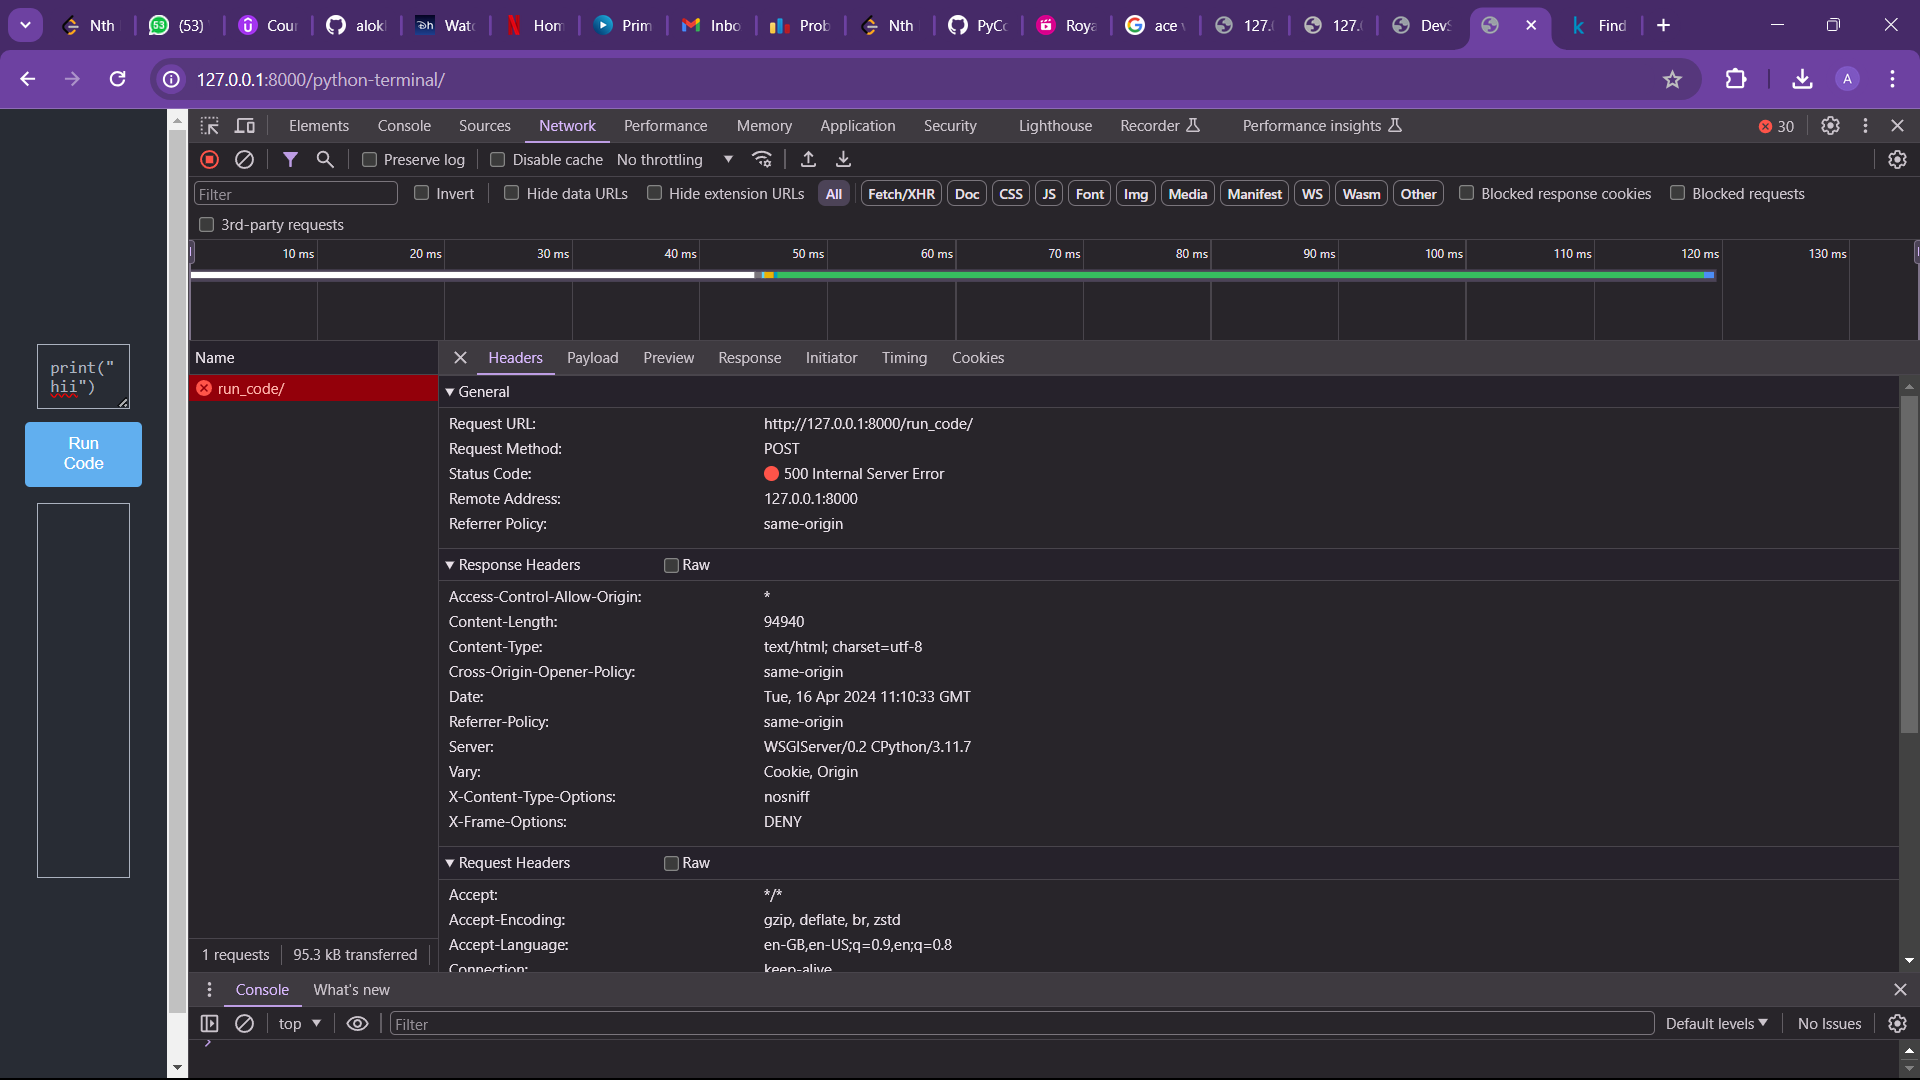 Nth
(53)
Cour
alok
Watc
Hom
Prim
Inbo
Prob
Nth
PyCo
Roya
ace v
127.
127.
DevS
Find
127.0.0.1:8000/python-terminal/
A
print("
hii")
Run
Code
Elements Console Sources Network Performance Memory Application Security Lighthouse Recorder Performance insights 30
Preserve log Disable cache No throttling
Filter Invert Hide data URLs Hide extension URLs All Fetch/XHR Doc CSS JS Font Img Media Manifest WS Wasm Other Blocked response cookies Blocked requests
3rd-party requests
10 ms 20 ms 30 ms 40 ms 50 ms 60 ms 70 ms 80 ms 90 ms 100 ms 110 ms 120 ms 130 ms
Name
run_code/
Headers Payload Preview Response Initiator Timing Cookies
General
Request URL: http://127.0.0.1:8000/run_code/
Request Method: POST
Status Code: 500 Internal Server Error
Remote Address: 127.0.0.1:8000
Referrer Policy: same-origin
Response Headers Raw
Access-Control-Allow-Origin: *
Content-Length: 94940
Content-Type: text/html; charset=utf-8
Cross-Origin-Opener-Policy: same-origin
Date: Tue, 16 Apr 2024 11:10:33 GMT
Referrer-Policy: same-origin
Server: WSGIServer/0.2 CPython/3.11.7
Vary: Cookie, Origin
X-Content-Type-Options: nosniff
X-Frame-Options: DENY
Request Headers Raw
Accept: */*
Accept-Encoding: gzip, deflate, br, zstd
Accept-Language: en-GB,en-US;q=0.9,en;q=0.8
Connection: keep-alive
1 requests 95.3 kB transferred
Console What's new
top Filter Default levels No Issues